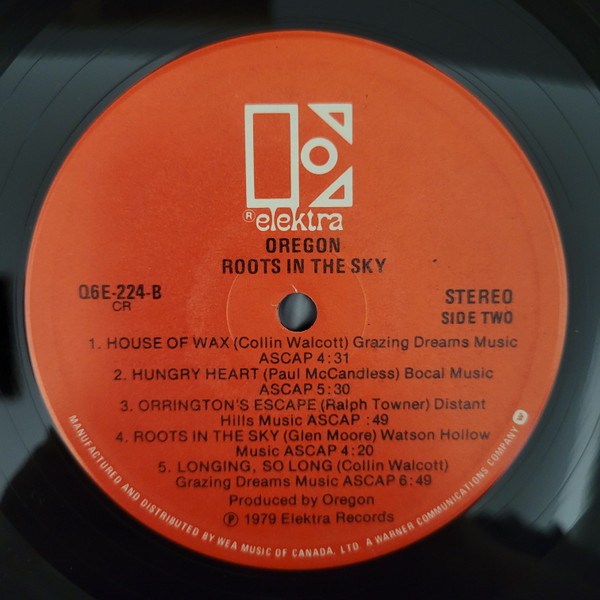 ® elektra
OREGON
ROOTS IN THE SKY
Q6E-224-B
CR
STEREO
SIDE TWO
1. HOUSE OF WAX (Collin Walcott) Grazing Dreams Music
ASCAP 4:31
2. HUNGRY HEART (Paul McCandless) Bocal Music
ASCAP 5:30
3. ORRINGTON'S ESCAPE (Ralph Towner) Distant
Hills Music ASCAP :49
4. ROOTS IN THE SKY (Glen Moore) Watson Hollow
Music ASCAP 4:20
5. LONGING, SO LONG (Collin Walcott)
Grazing Dreams Music ASCAP 6:49
Produced by Oregon
℗ 1979 Elektra Records
MANUFACTURED AND DISTRIBUTED BY WEA MUSIC OF CANADA, LTD. A WARNER COMMUNICATIONS COMPANY